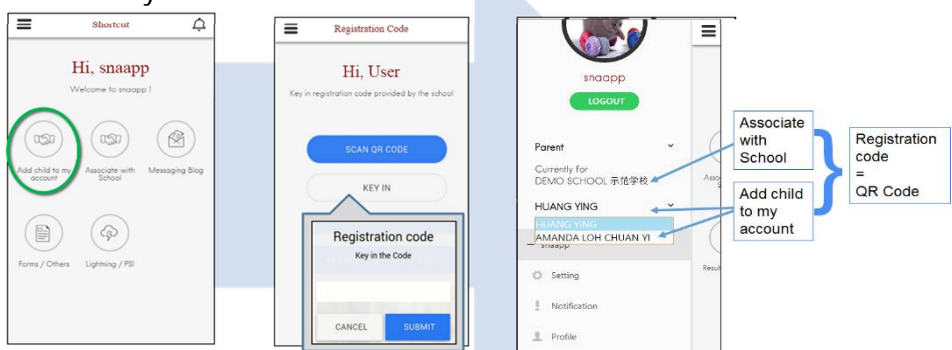 Shortcut
Hi, snaapp
Welcome to snaapp !
Add child to my
account
Associate with
School
Messaging Blog
Forms / Others
Lightning / PSI
Registration Code
Hi, User
Key in registration code provided by the school
SCAN QR CODE
KEY IN
Registration code
Key in the Code
CANCEL
SUBMIT
snaapp
LOGOUT
Parent
Currently for
DEMO SCHOOL 示范学校
HUANG YING
HUANG YING
AMANDA LOH CHUAN YI
snaapp
Setting
Notification
Profile
Associate
with
School
Add child
to my
account
Registration
code
=
QR Code